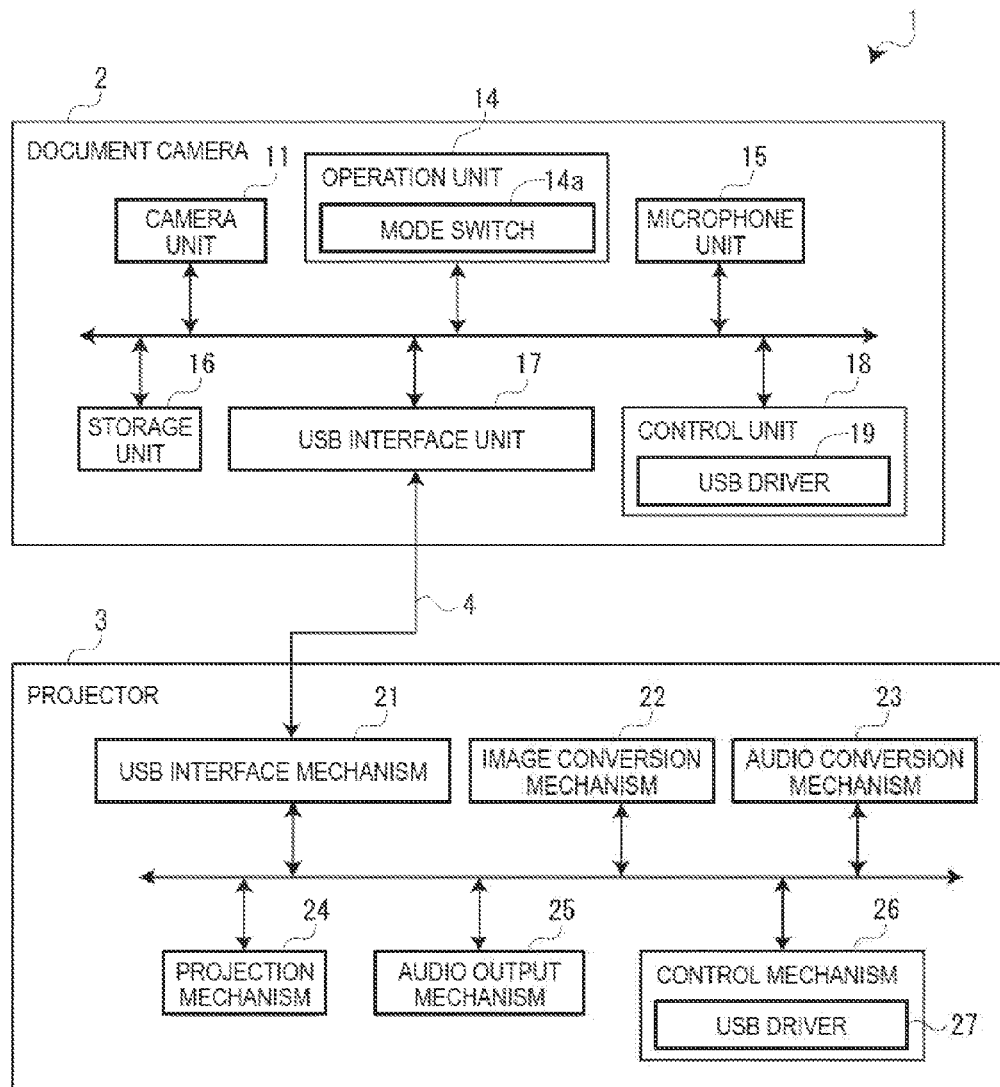 1
2
DOCUMENT CAMERA
11
CAMERA
UNIT
14
OPERATION UNIT
14a
MODE SWITCH
15
MICROPHONE
UNIT
16
STORAGE
UNIT
17
USB INTERFACE UNIT
18
CONTROL UNIT
19
USB DRIVER
4
3
PROJECTOR
21
USB INTERFACE MECHANISM
22
IMAGE CONVERSION
MECHANISM
23
AUDIO CONVERSION
MECHANISM
24
PROJECTION
MECHANISM
25
AUDIO OUTPUT
MECHANISM
26
CONTROL MECHANISM
USB DRIVER
27